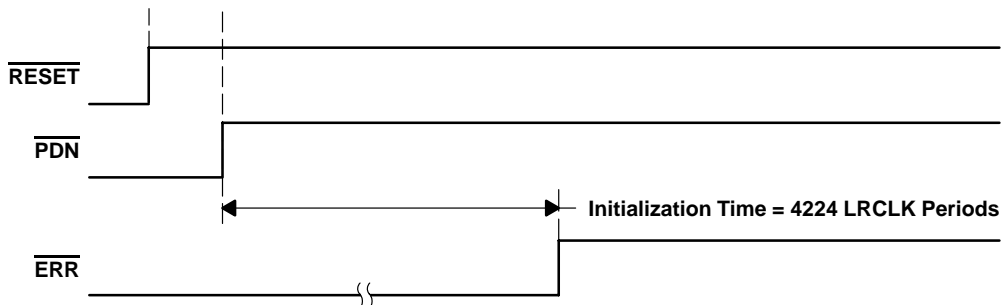 RESET
PDN
Initialization Time = 4224 LRCLK Periods
ERR